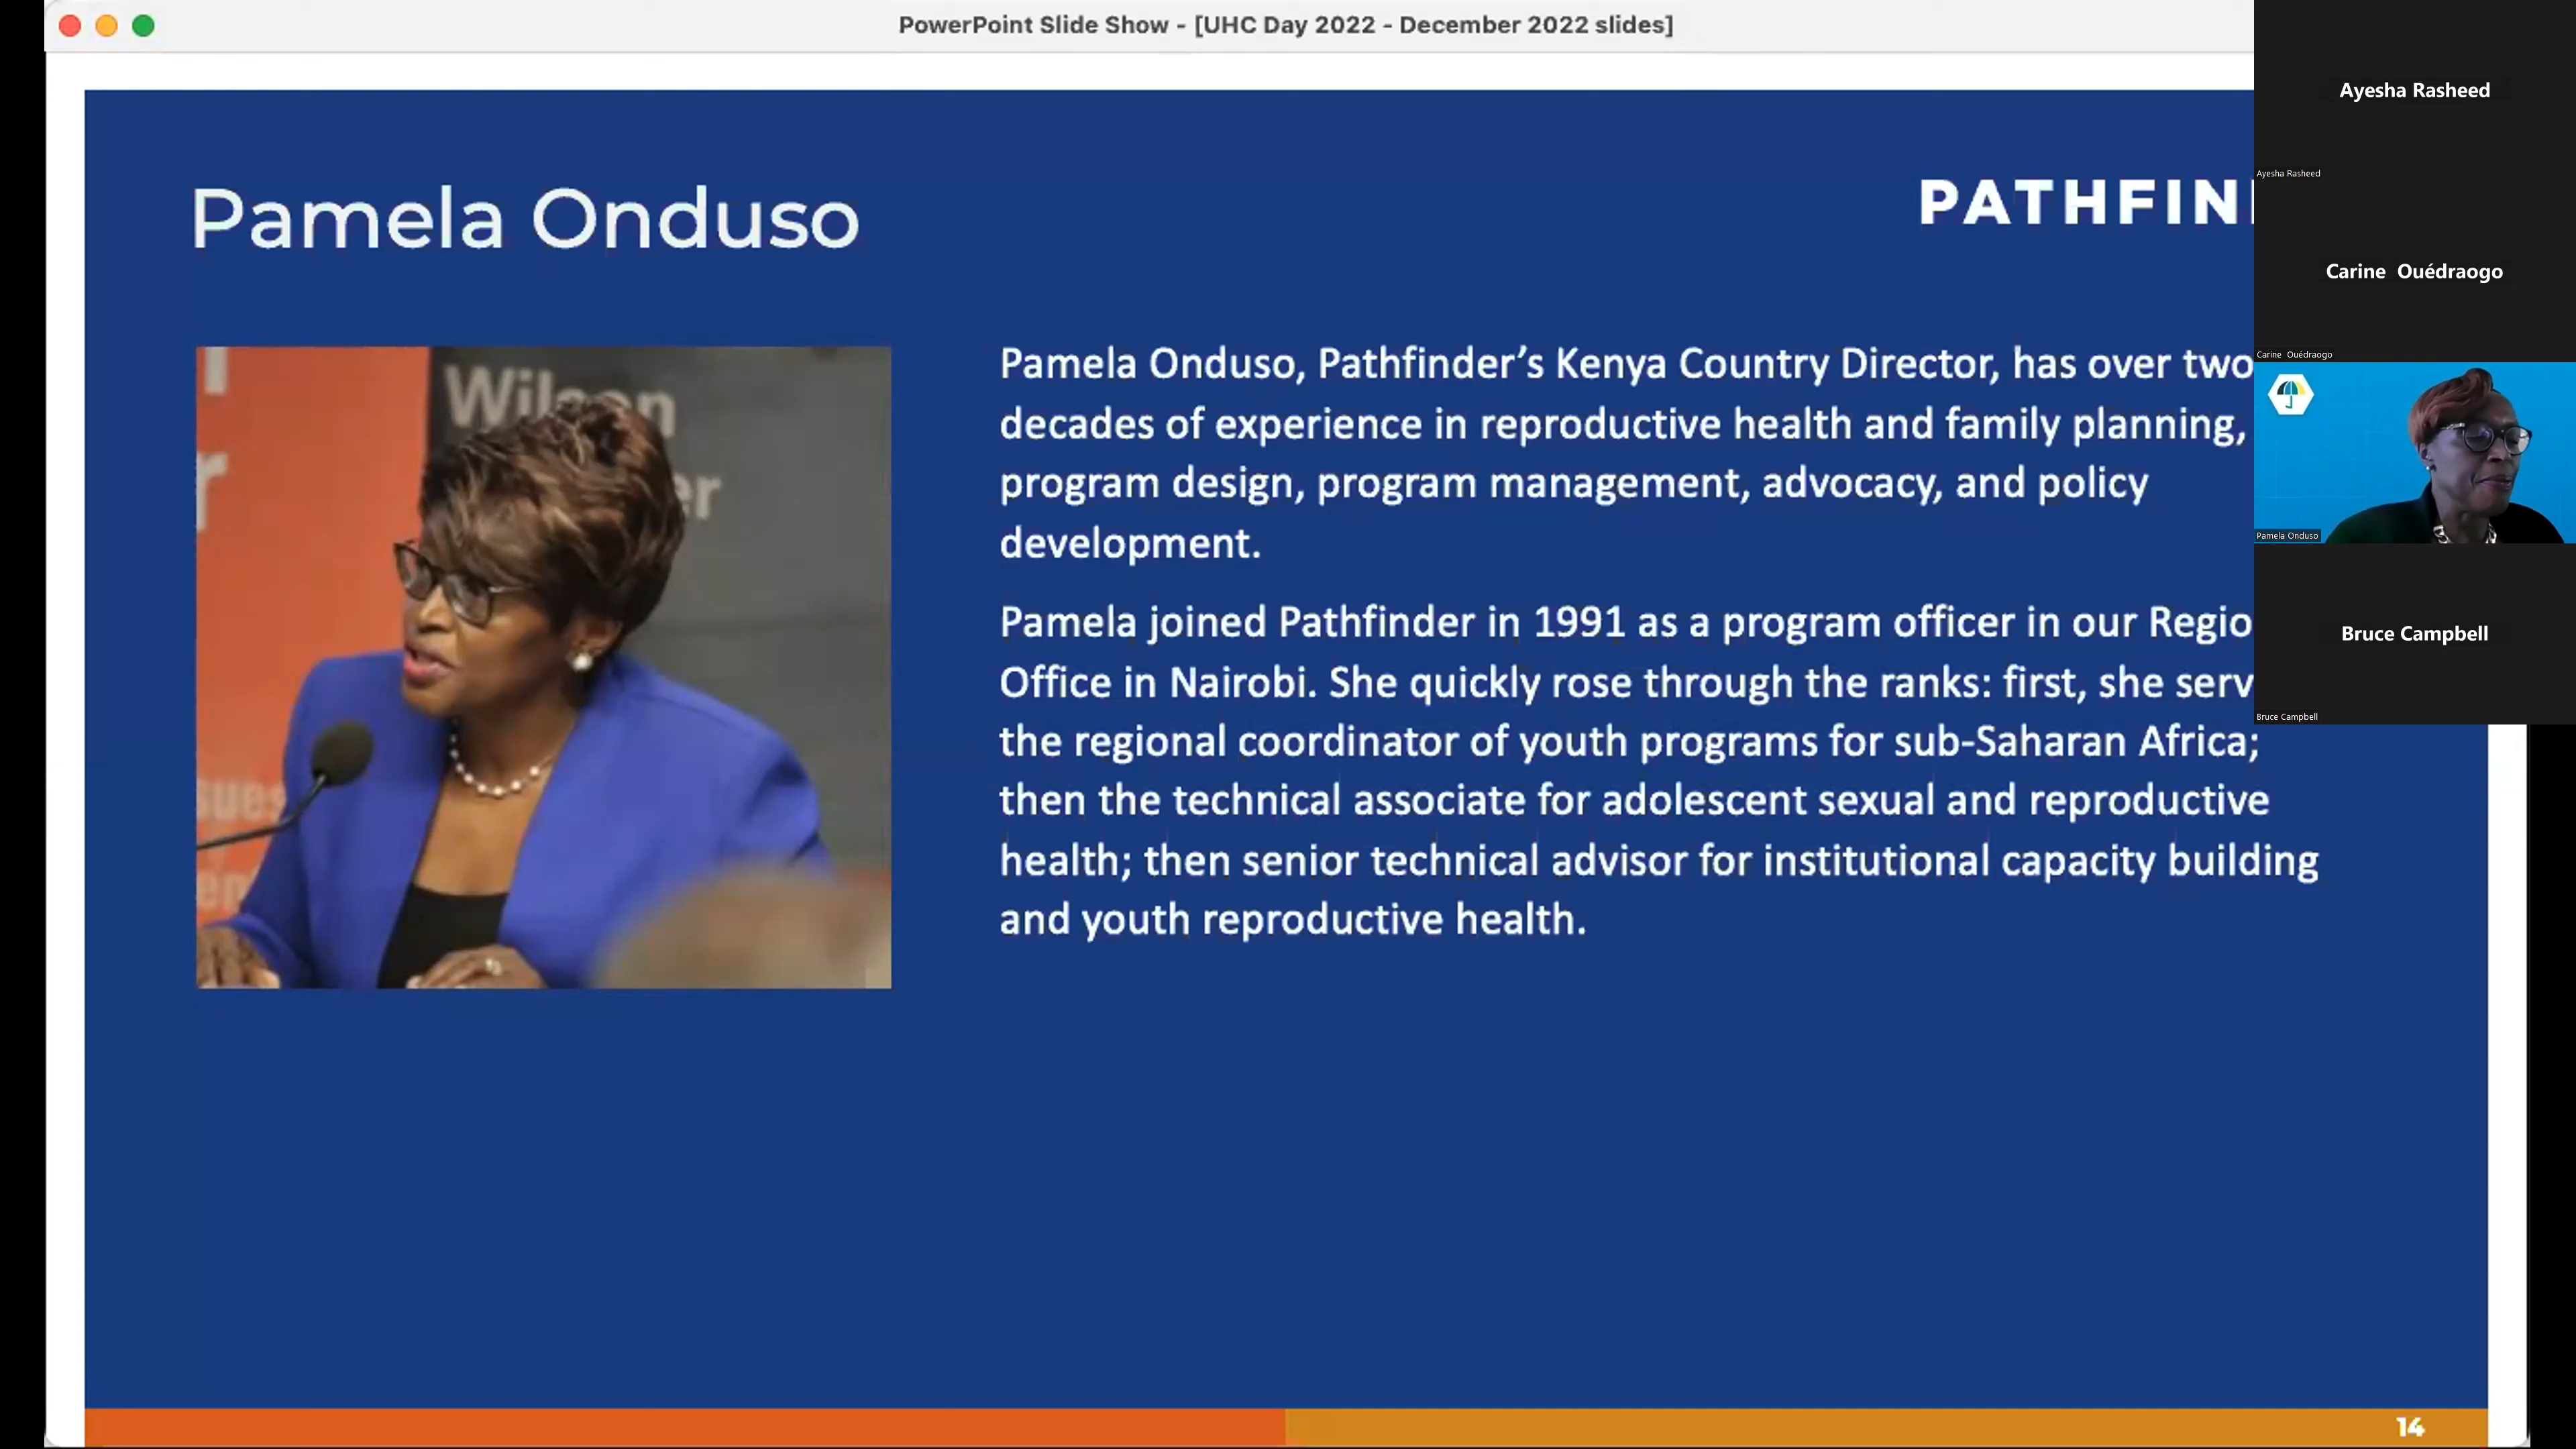 PowerPoint Slide Show - [UHC Day 2022 - December 2022 slides]
Pamela Onduso
PATHFIN
Wilson
er
r
sues
en
Pamela Onduso, Pathfinder’s Kenya Country Director, has over two
decades of experience in reproductive health and family planning,
program design, program management, advocacy, and policy
development.
Pamela joined Pathfinder in 1991 as a program officer in our Regio
Office in Nairobi. She quickly rose through the ranks: first, she serv
the regional coordinator of youth programs for sub-Saharan Africa;
then the technical associate for adolescent sexual and reproductive
health; then senior technical advisor for institutional capacity building
and youth reproductive health.
14
Ayesha Rasheed
Ayesha Rasheed
Carine Ouédraogo
Carine Ouédraogo
Pamela Onduso
Bruce Campbell
Bruce Campbell